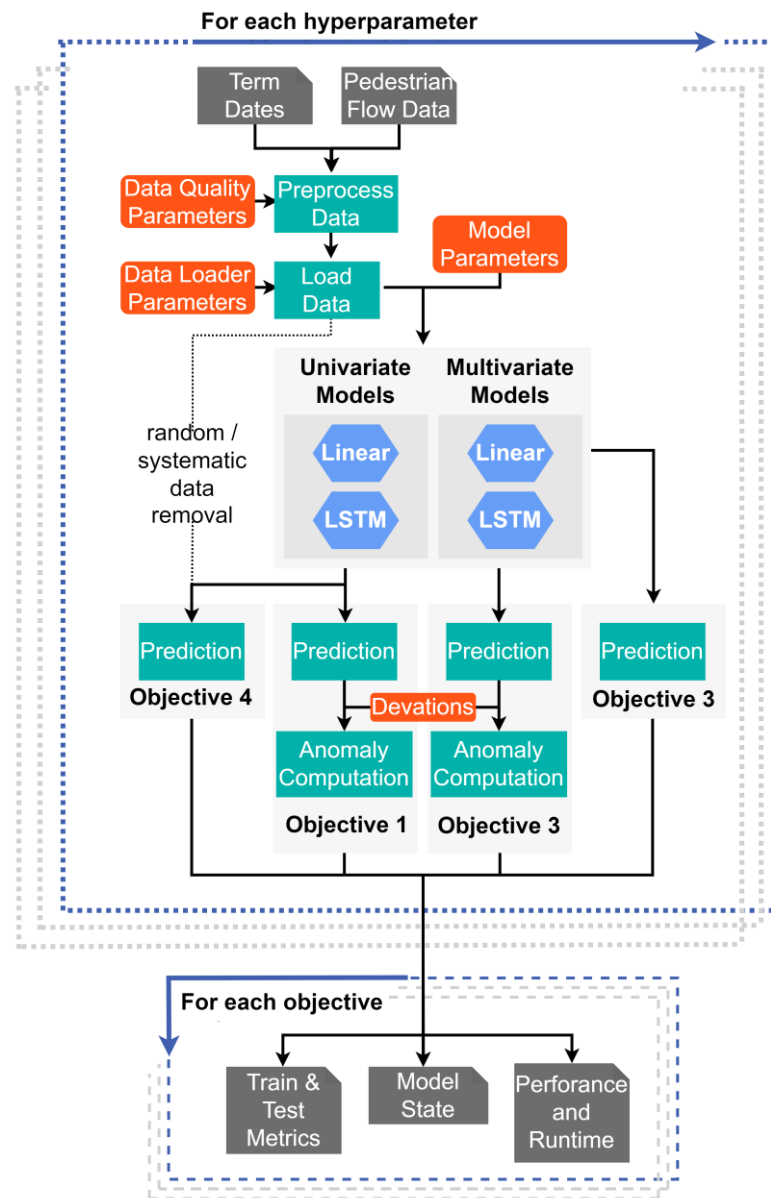 For each hyperparameter
Term
Dates
Pedestrian
Flow Data
Data Quality
Parameters
Preprocess
Data
Model
Parameters
Data Loader
Parameters
Load
Data
Univariate
Models
Multivariate
Models
Linear
Linear
LSTM
LSTM
random /
systematic
data
removal
Prediction
Prediction
Prediction
Prediction
Objective 4
Objective 3
Devations
Anomaly
Computation
Anomaly
Computation
Objective 1
Objective 3
For each objective
Train &
Test
Metrics
Model
State
Perforance
and
Runtime